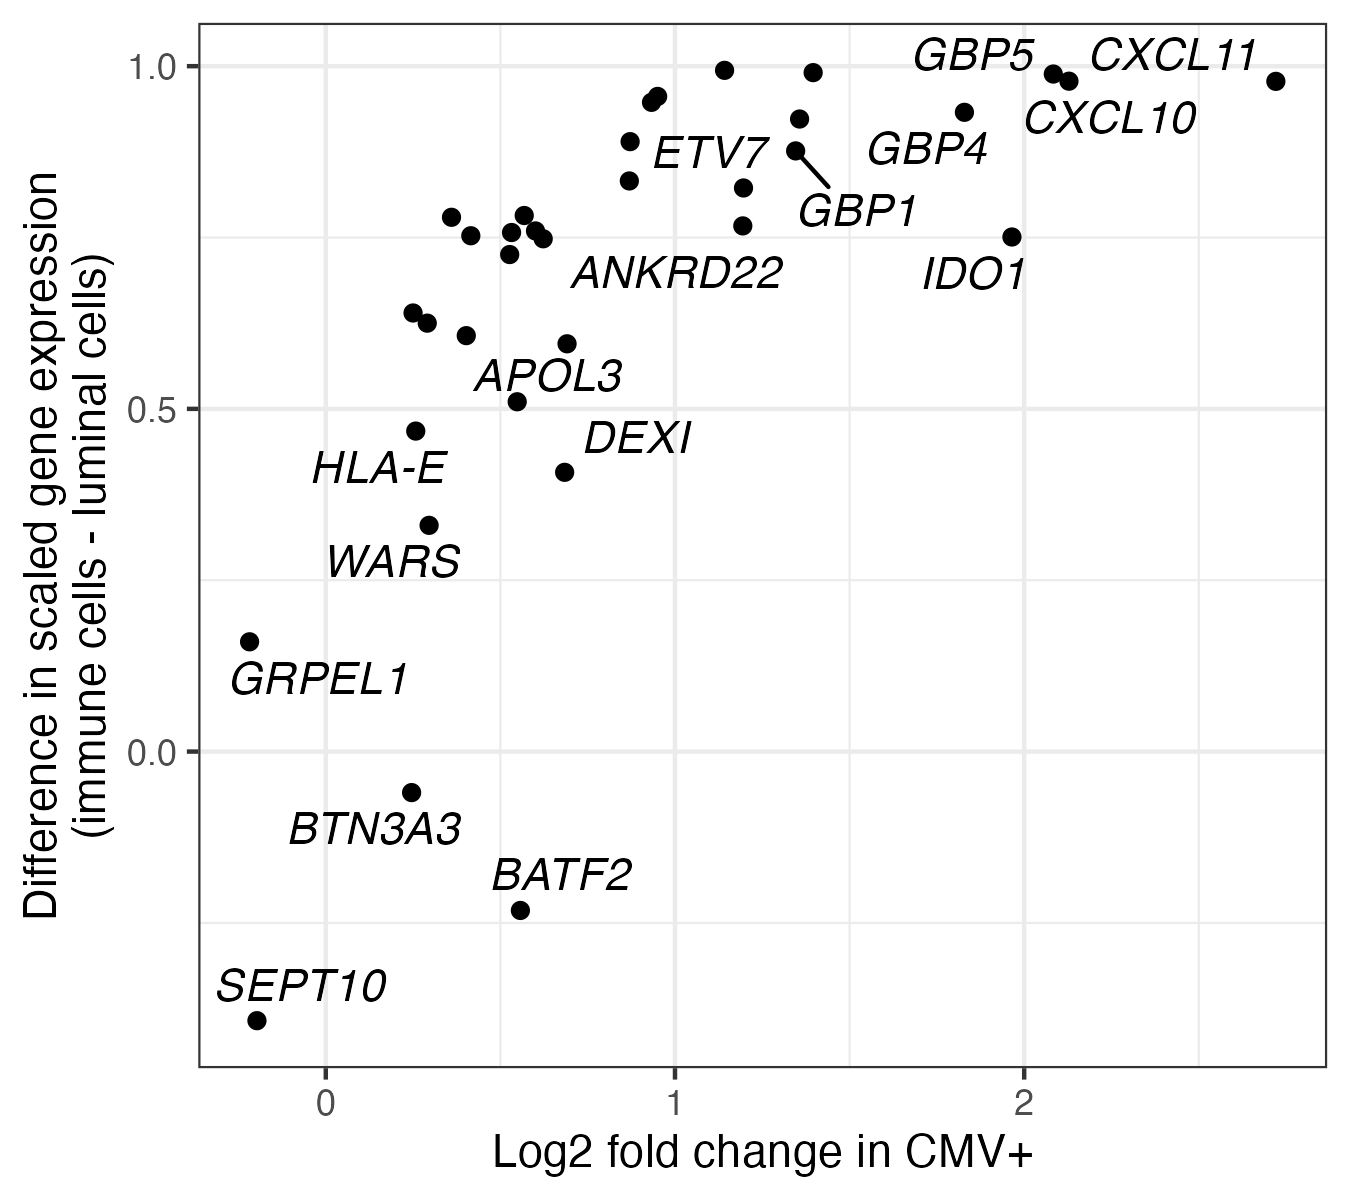 GBP5 CXCL11
CXCL10
ETV7
GBP4
GBP1
ANKRD22
IDO1
APOL3
DEXI
HLA-E
WARS
GRPEL1
BTN3A3
BATF2
SEPT10
1.0
0.5
0.0
0 1 2
Log2 fold change in CMV+
Difference in scaled gene expression
(immune cells - luminal cells)